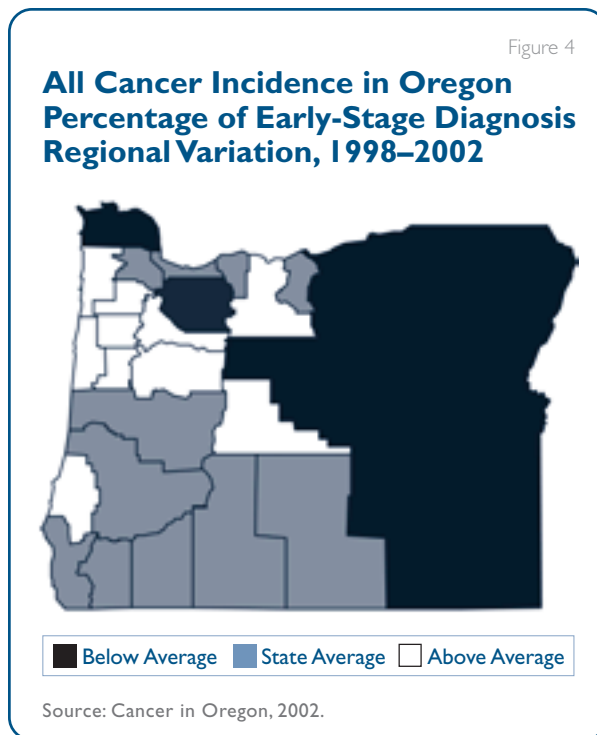 Figure 4
All Cancer Incidence in Oregon
Percentage of Early-Stage Diagnosis
Regional Variation, 1998–2002
Below Average State Average Above Average
Source: Cancer in Oregon, 2002.